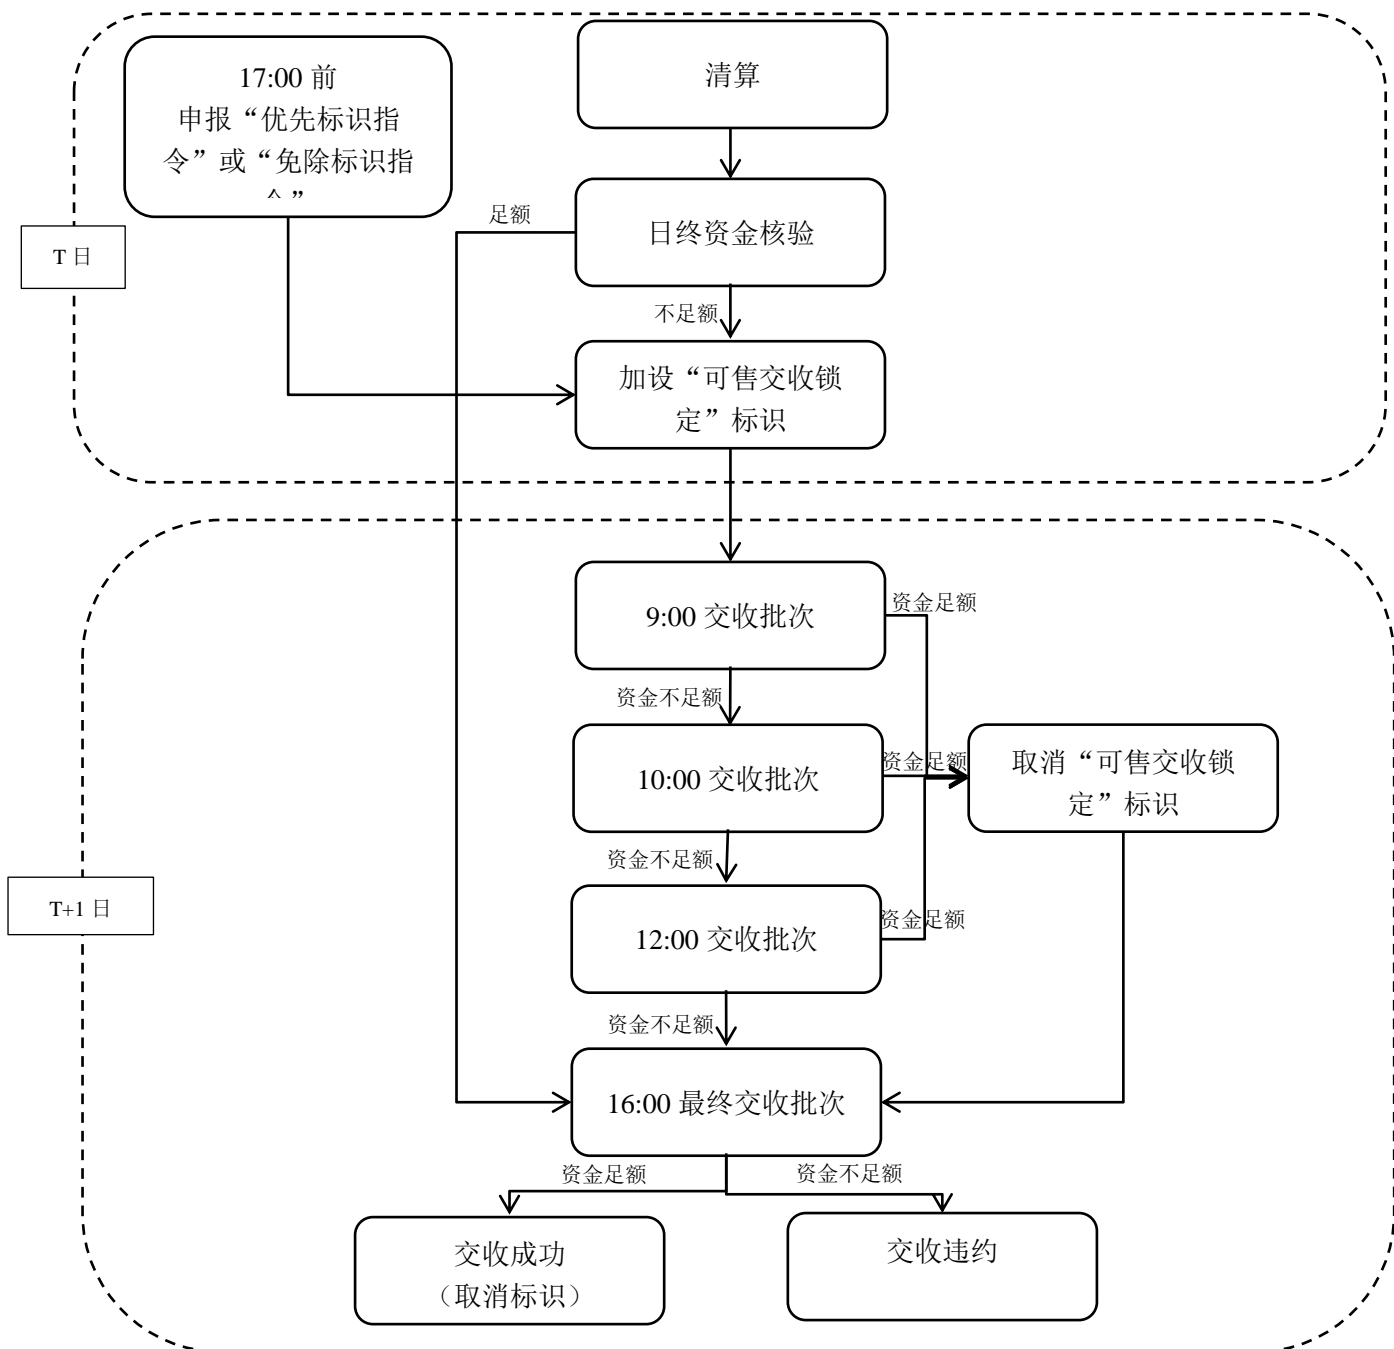 17:00 前
申报“优先标识指
令”或“免除标识指
清算
足额
日终资金核验
T 日
不足额
加设“可售交收锁
定”标识
9:00 交收批次
资金足额
资金不足额
10:00 交收批次
资金足额
取消“可售交收锁
定”标识
资金不足额
T+1 日
12:00 交收批次
资金足额
资金不足额
16:00 最终交收批次
资金足额
资金不足额
交收成功
（取消标识）
交收违约